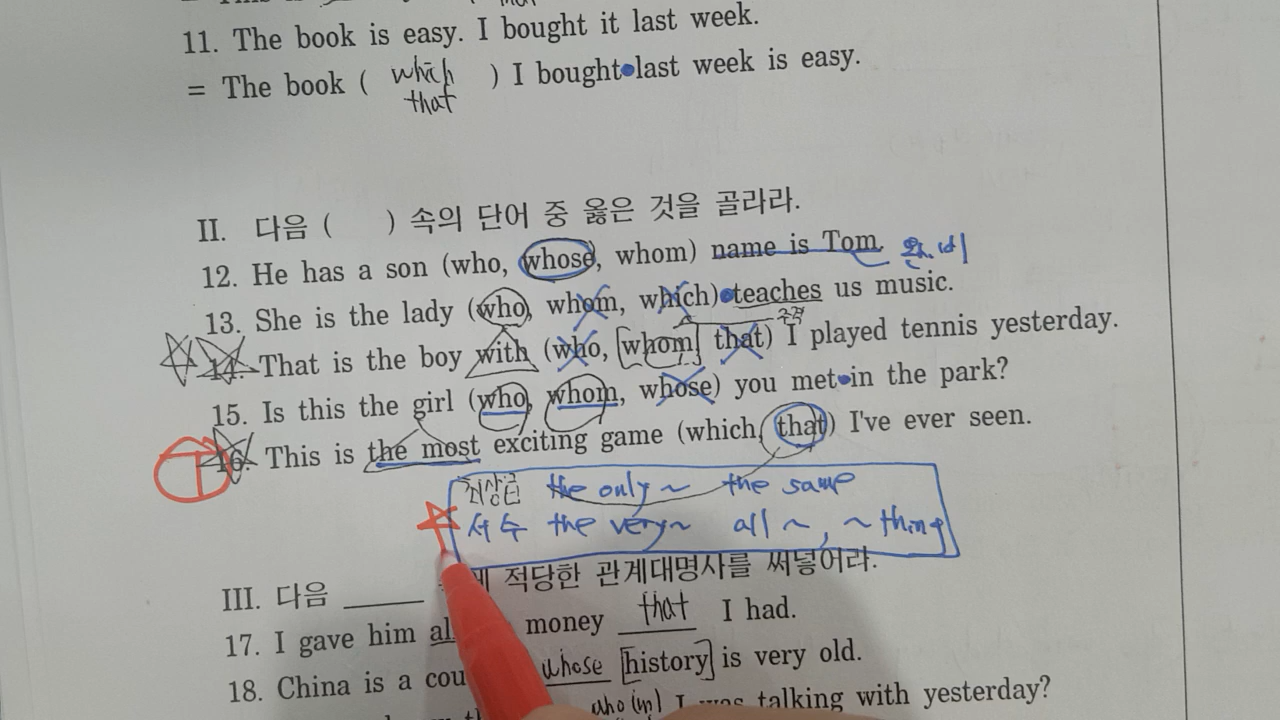 11. The book is easy. I bought it last week.
= The book ( which ) I bought last week is easy.
that
II. 다음 ( ) 속의 단어 중 옳은 것을 골라라.
12. He has a son (who, whose, whom) name is Tom. 완.비
13. She is the lady (who, whom, which) teaches us music.
주격
14. That is the boy with (who, whom, that) I played tennis yesterday.
15. Is this the girl (who, whom, whose) you met in the park?
16. This is the most exciting game (which, that) I've ever seen.
최상급 the only ~ the same
서수 the very~ all ~, ~thing
III. 다음 적당한 관계대명사를 써넣어라.
17. I gave him money that I had.
18. China is a whose history is very old.
who(m) I was talking with yesterday?